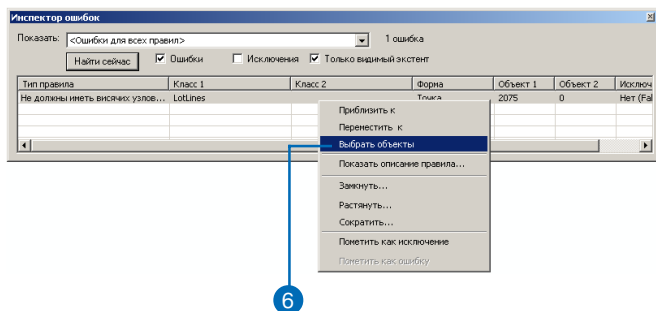 Инспектор ошибок
Показать: <Ошибки для всех правил> 1 ошибка
Найти сейчас Ошибки Исключения Только видимый экстент
Тип правила Класс 1 Класс 2 Форма Объект 1 Объект 2 Исключ
Не должны иметь висячих узлов... LotLines Точка 2075 0 Нет (Fal
Приблизить к
Переместить к
Выбрать объекты
Показать описание правила...
Замкнуть...
Растянуть...
Сократить...
Пометить как исключение
Пометить как ошибку
6